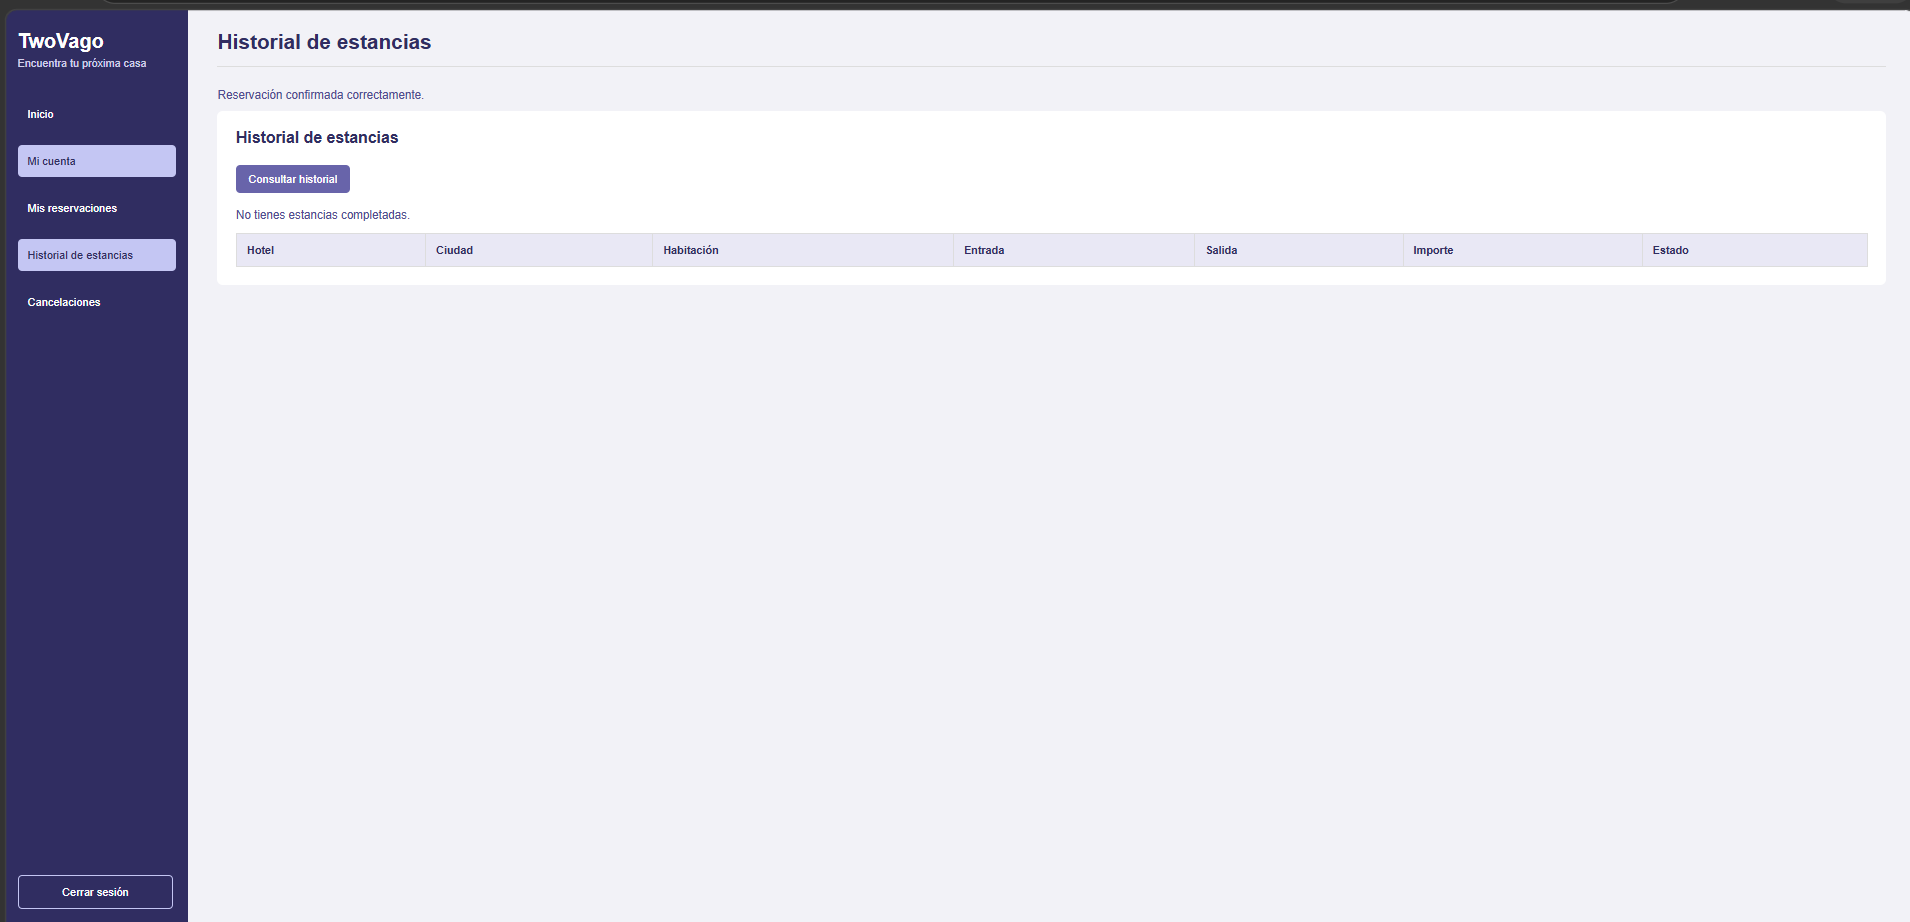 TwoVago
Encuentra tu próxima casa
Inicio
Mi cuenta
Mis reservaciones
Historial de estancias
Cancelaciones
Cerrar sesión
Historial de estancias
Reservación confirmada correctamente.
Historial de estancias
Consultar historial
No tienes estancias completadas.
Hotel Ciudad Habitación Entrada Salida Importe Estado